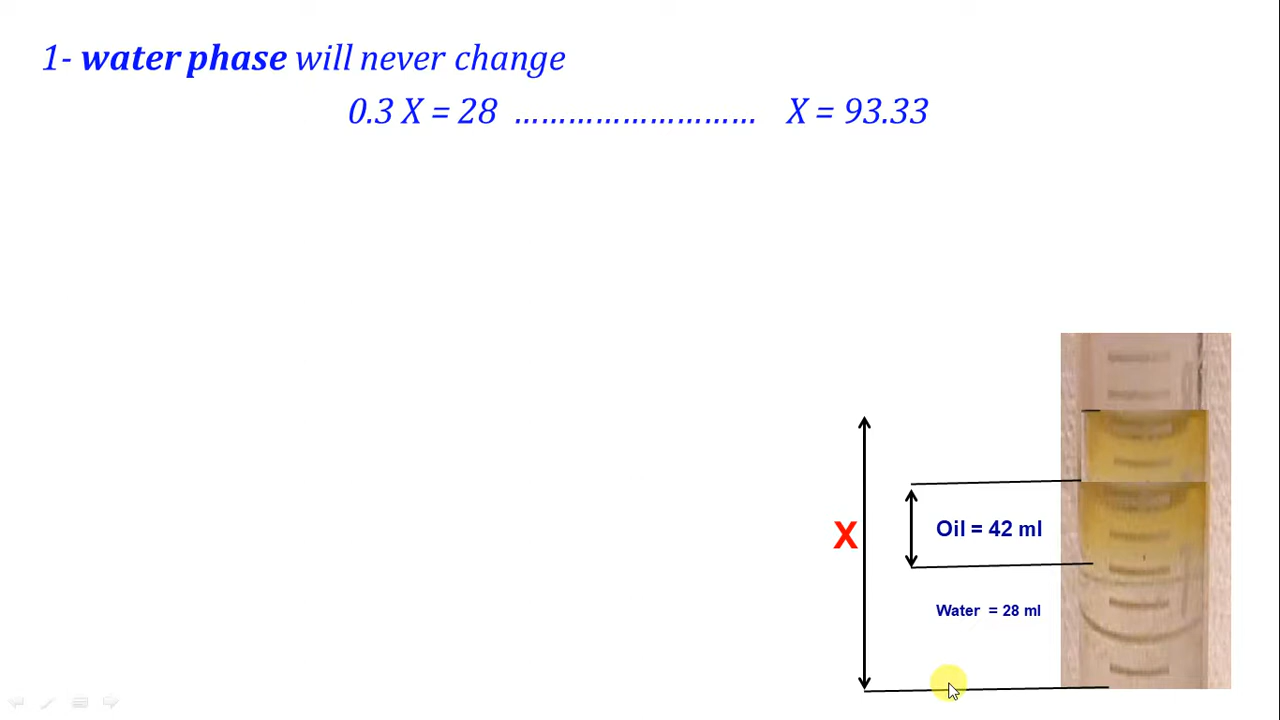 1- water phase will never change
0.3 X = 28 ........................... X = 93.33
X
Oil = 42 ml
Water = 28 ml